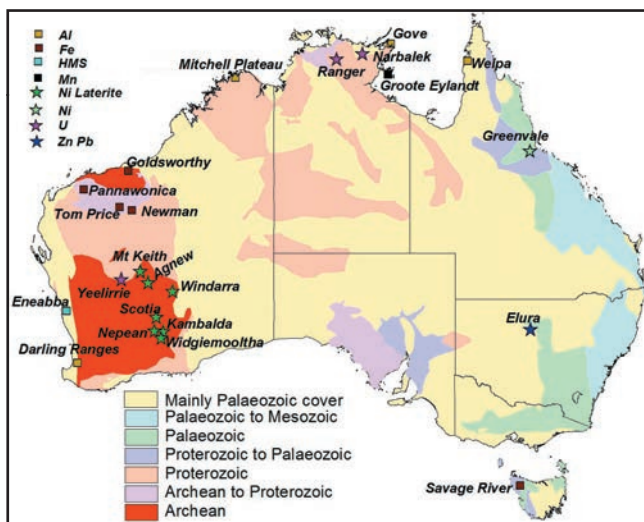 Al
Fe
HMS
Mn
Ni Laterite
Ni
U
Zn Pb
Gove
Narbalek
Ranger
Mitchell Plateau
Groote Eylandt
Welpa
Greenvale
Goldsworthy
Pannawonica
Tom Price
Newman
Mt Keith
Agnew
Yeelirrie
Windarra
Eneabba
Scotia
Kambalda
Nepean
Widgiemooltha
Darling Ranges
Elura
Savage River
Mainly Palaeozoic cover
Palaeozoic to Mesozoic
Palaeozoic
Proterozoic to Palaeozoic
Proterozoic
Archean to Proterozoic
Archean